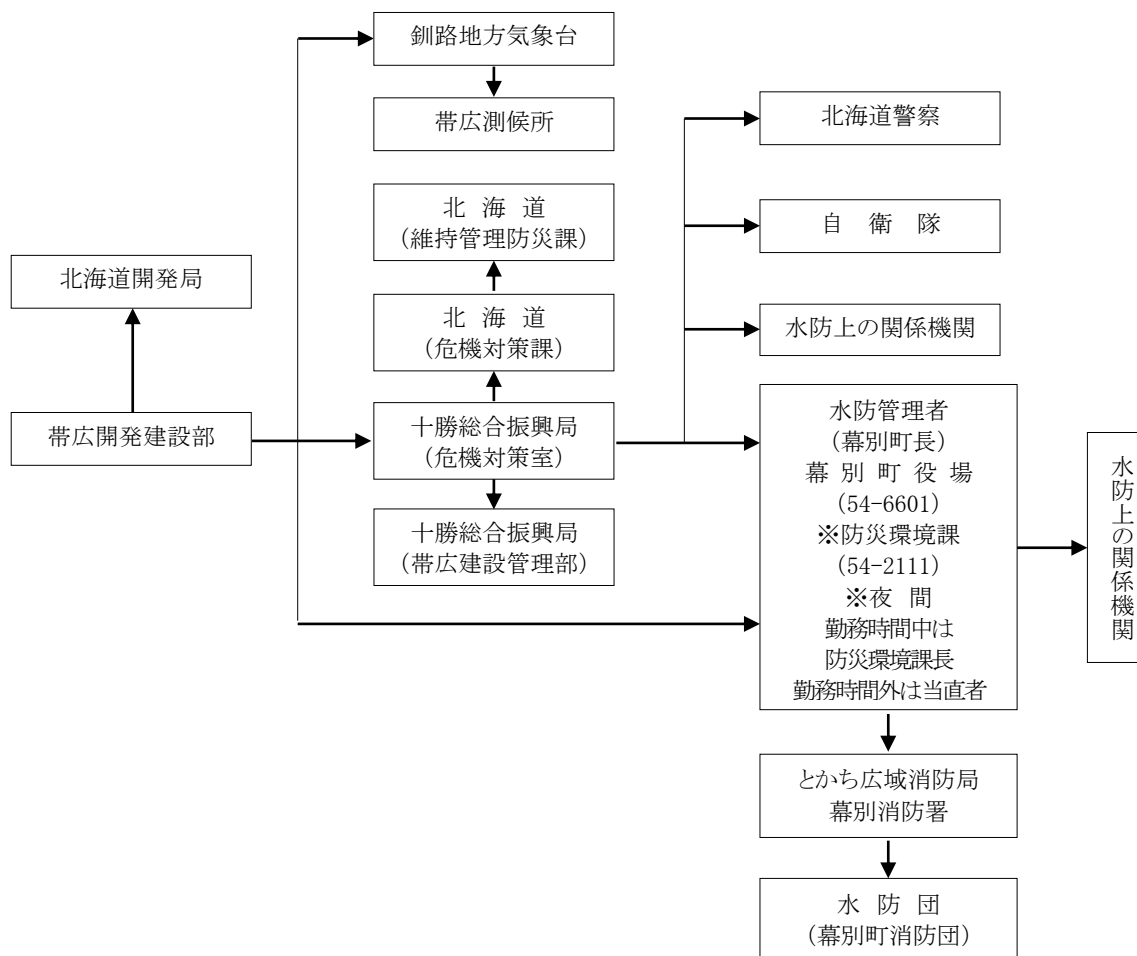 釧路地方気象台
帯広測候所
北海道警察
北 海 道
（維持管理防災課）
自 衛 隊
北海道開発局
北 海 道
（危機対策課）
水防上の関係機関
帯広開発建設部
十勝総合振興局
（危機対策室）
十勝総合振興局
（帯広建設管理部）
水防管理者
（幕別町長）
幕 別 町 役 場
（54-6601）
※防災環境課
（54-2111）
※夜 間
勤務時間中は
防災環境課長
勤務時間外は当直者
水防上の関係機関
とかち広域消防局
幕別消防署
水 防 団
（幕別町消防団）